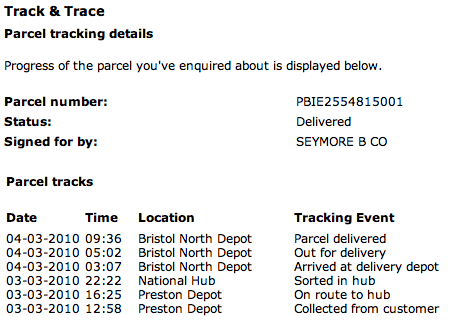 Track & Trace
Parcel tracking details
Progress of the parcel you've enquired about is displayed below.
Parcel number: PBIE2554815001
Status: Delivered
Signed for by: SEYMORE B CO
Parcel tracks
Date Time Location Tracking Event
04-03-2010 09:36 Bristol North Depot Parcel delivered
04-03-2010 05:02 Bristol North Depot Out for delivery
04-03-2010 03:07 Bristol North Depot Arrived at delivery depot
03-03-2010 22:22 National Hub Sorted in hub
03-03-2010 16:25 Preston Depot On route to hub
03-03-2010 12:58 Preston Depot Collected from customer